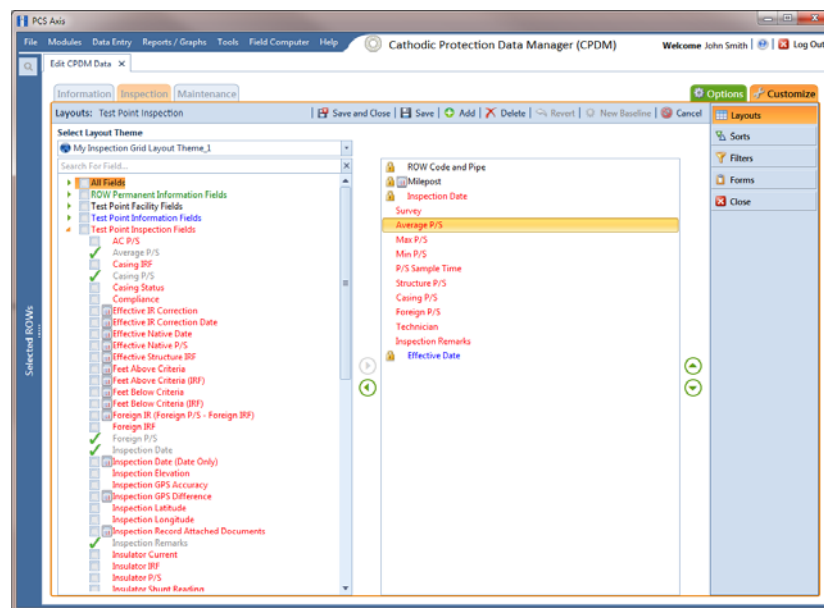 PCS Axis
File Modules Data Entry Reports / Graphs Tools Field Computer Help
Cathodic Protection Data Manager (CPDM)
Welcome John Smith | Log Out
Edit CPDM Data X
Information Inspection Maintenance
Options Customize
Layouts: Test Point Inspection
| Save and Close | Save | Add | Delete | Revert | New Baseline | Cancel
Select Layout Theme
My Inspection Grid Layout Theme_1
Search For Field...
All Fields
ROW Permanent Information Fields
Test Point Facility Fields
Test Point Information Fields
Test Point Inspection Fields
AC P/S
Average P/S
Casing IRF
Casing P/S
Casing Status
Compliance
Effective IR Correction
Effective IR Correction Date
Effective Native Date
Effective Native P/S
Effective Structure IRF
Feet Above Criteria
Feet Above Criteria (IRF)
Feet Below Criteria
Feet Below Criteria (IRF)
Foreign IR (Foreign P/S - Foreign IRF)
Foreign IRF
Foreign P/S
Inspection Date
Inspection Date (Date Only)
Inspection Elevation
Inspection GPS Accuracy
Inspection GPS Difference
Inspection Latitude
Inspection Longitude
Inspection Record Attached Documents
Inspection Remarks
Insulator Current
Insulator IRF
Insulator P/S
Insulator Shunt Reading
ROW Code and Pipe
Milepost
Inspection Date
Survey
Average P/S
Max P/S
Min P/S
P/S Sample Time
Structure P/S
Casing P/S
Foreign P/S
Technician
Inspection Remarks
Effective Date
Layouts
Sorts
Filters
Forms
Close
Selected ROWs